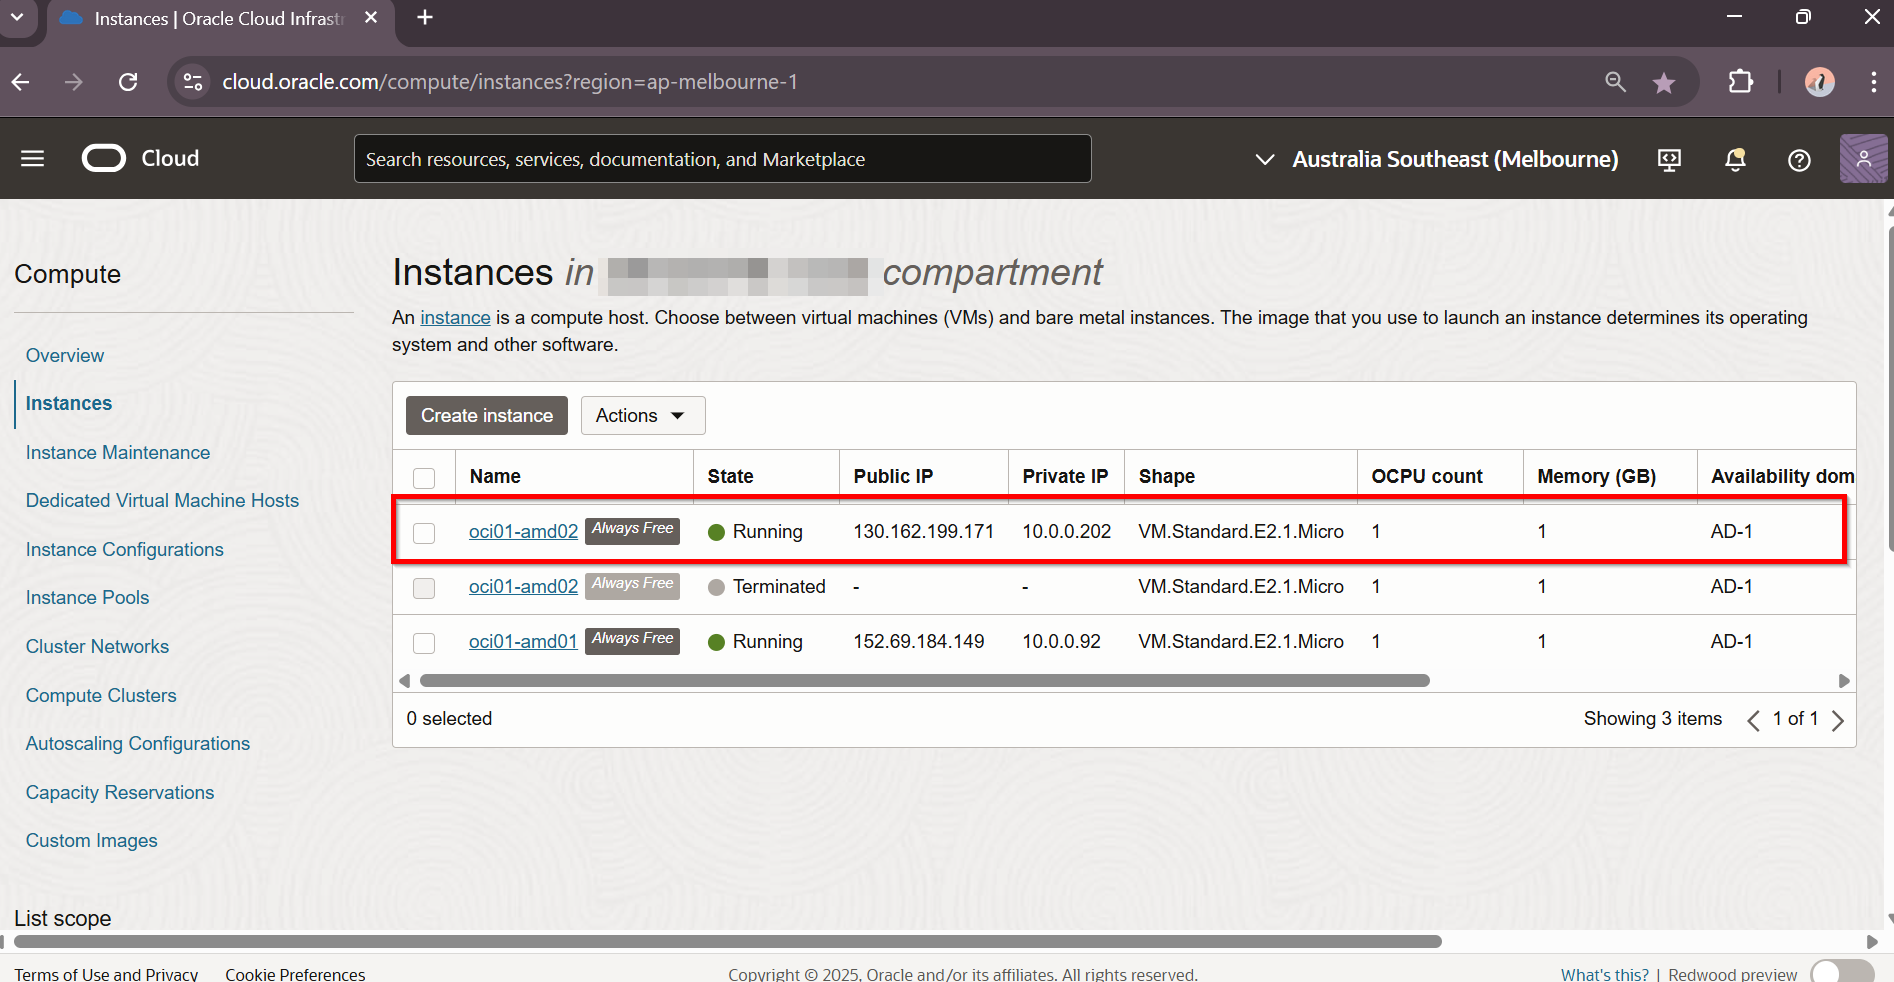 Instances | Oracle Cloud Infrastr
cloud.oracle.com/compute/instances?region=ap-melbourne-1
Cloud
Search resources, services, documentation, and Marketplace
Australia Southeast (Melbourne)
Compute
Overview
Instances
Instance Maintenance
Dedicated Virtual Machine Hosts
Instance Configurations
Instance Pools
Cluster Networks
Compute Clusters
Autoscaling Configurations
Capacity Reservations
Custom Images
List scope
Instances in compartment
An instance is a compute host. Choose between virtual machines (VMs) and bare metal instances. The image that you use to launch an instance determines its operating
system and other software.
Create instance Actions
Name State Public IP Private IP Shape OCPU count Memory (GB) Availability dom
oci01-amd02 Always Free Running 130.162.199.171 10.0.0.202 VM.Standard.E2.1.Micro 1 1 AD-1
oci01-amd02 Always Free Terminated - - VM.Standard.E2.1.Micro 1 1 AD-1
oci01-amd01 Always Free Running 152.69.184.149 10.0.0.92 VM.Standard.E2.1.Micro 1 1 AD-1
0 selected Showing 3 items 1 of 1
Terms of Use and Privacy Cookie Preferences Copyright © 2025, Oracle and/or its affiliates. All rights reserved. What's this? | Redwood preview